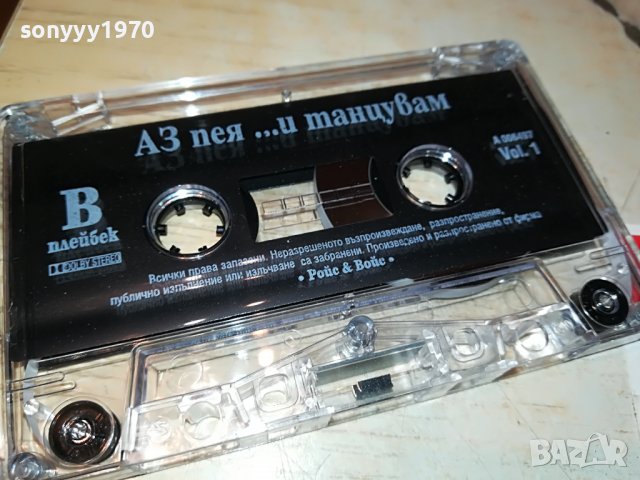 sonyyy1970
АЗ пея ...и танцувам
А 006497
Vol. 1
В
плейбек
DOLBY STEREO
Всички права запазени. Неразрешеното възпроизвеждане, разпространение,
публично изпълнение или излъчване са забранени. Произведено и разпространено от фирма
• Ройс & Войс •
BAZAR